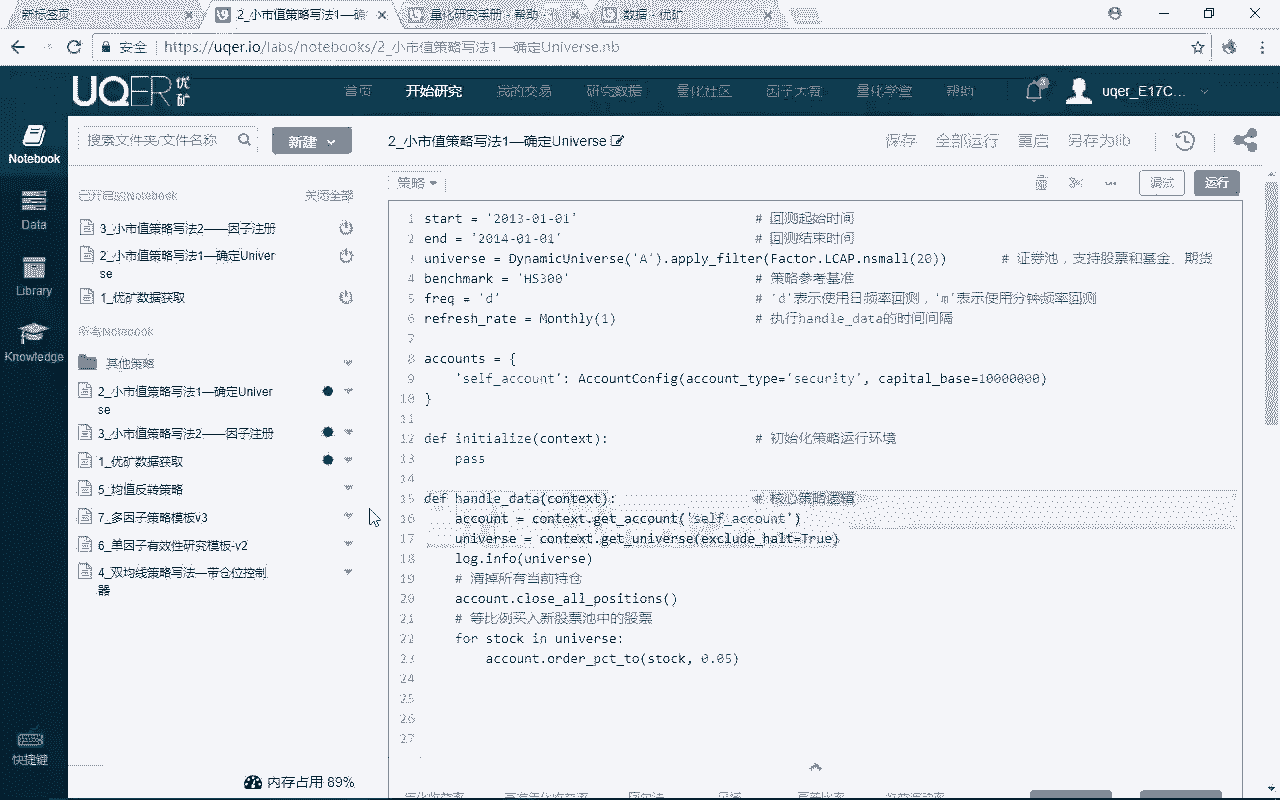 新标签页
2_小市值策略写法1—确
量化研究手册 - 帮助 -
数据 - 优矿
安全
https://uqer.io/labs/notebooks/2_小市值策略写法1—确定Universe.nb
UQER 优矿
首页
开始研究
我的交易
研究数据
量化社区
因子大赛
量化学堂
帮助
3
uqer_E17C...
Notebook
Data
Library
Knowledge
快捷键
搜索文件夹/文件名称
新建
2_小市值策略写法1—确定Universe
保存
全部运行
重启
另存为lib
已开启的Notebook
关闭全部
3_小市值策略写法2——因子注册
2_小市值策略写法1—确定Univer
se
1_优矿数据获取
所有Notebook
其他策略
2_小市值策略写法1—确定Univer
se
3_小市值策略写法2——因子注册
1_优矿数据获取
5_均值反转策略
7_多因子策略模板v3
6_单因子有效性研究模板-v2
4_双均线策略写法—带仓位控制
器
内存占用 89%
策略
调试
运行
1 start = '2013-01-01' # 回测起始时间
2 end = '2014-01-01' # 回测结束时间
3 universe = DynamicUniverse('A').apply_filter(Factor.LCAP.nsmall(20)) # 证券池，支持股票和基金、期货
4 benchmark = 'HS300' # 策略参考基准
5 freq = 'd' # 'd'表示使用日频率回测，'m'表示使用分钟频率回测
6 refresh_rate = Monthly(1) # 执行handle_data的时间间隔
7
8 accounts = {
9 'self_account': AccountConfig(account_type='security', capital_base=10000000)
10 }
11
12 def initialize(context): # 初始化策略运行环境
13 pass
14
15 def handle_data(context): # 核心策略逻辑
16 account = context.get_account('self_account')
17 universe = context.get_universe(exclude_halt=True)
18 log.info(universe)
19 # 清掉所有当前持仓
20 account.close_all_positions()
21 # 等比例买入新股票池中的股票
22 for stock in universe:
23 account.order_pct_to(stock, 0.05)
24
25
26
27